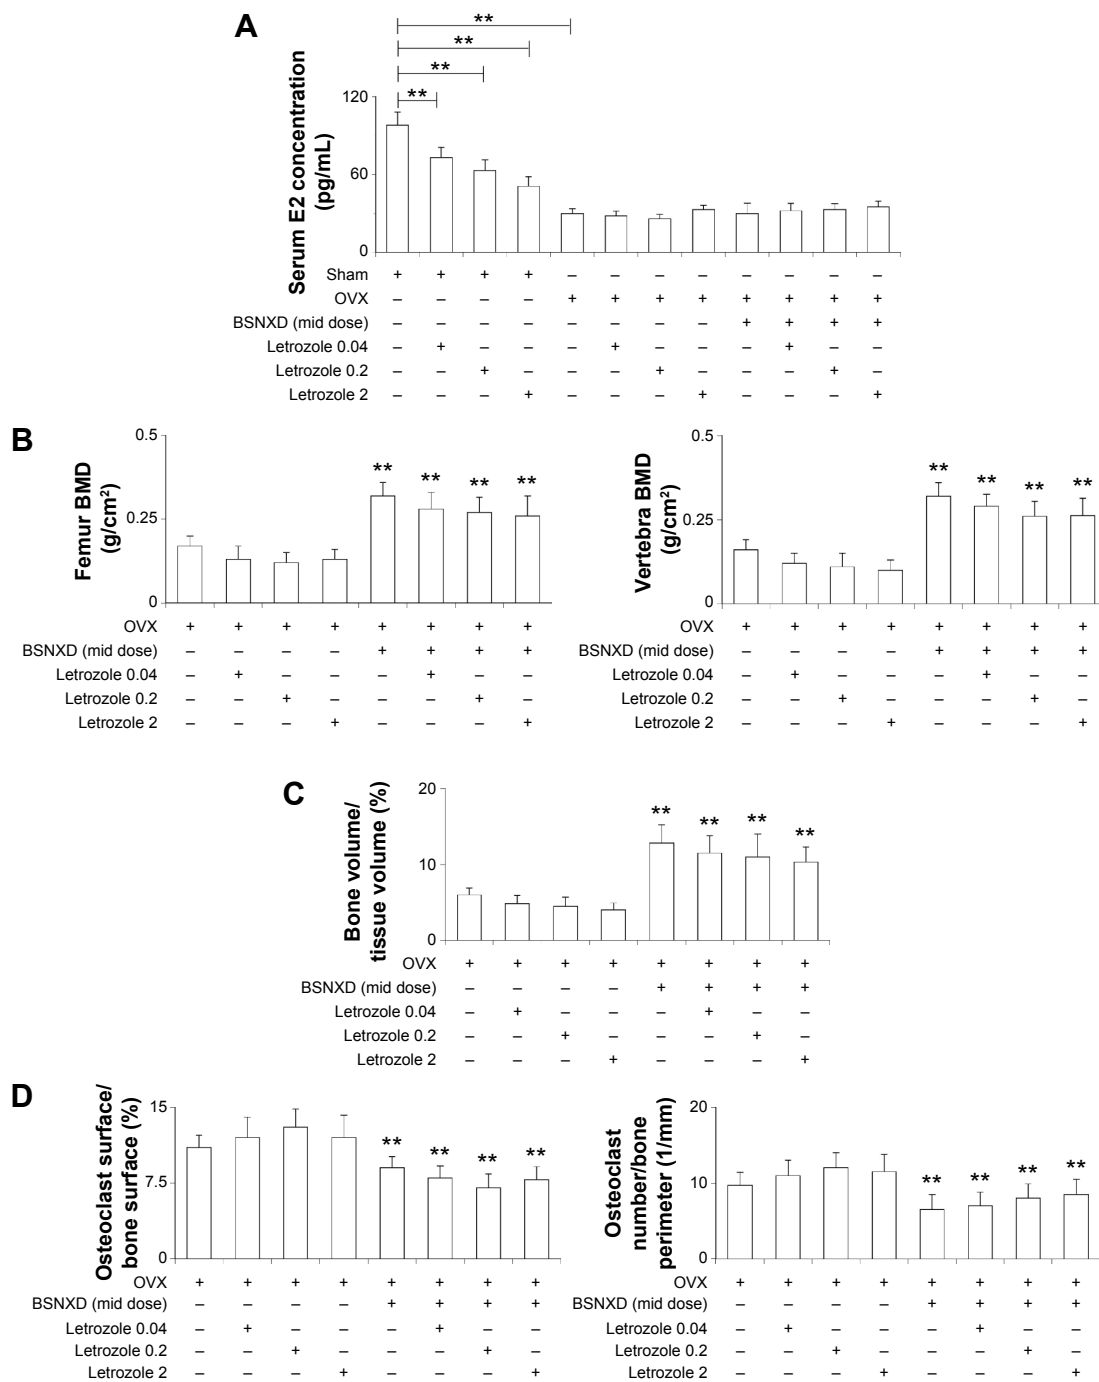 A
** 
**
**
**
Serum E2 concentration
(pg/mL)
120
60
0
Sham + + + + – – – – – – – –
OVX – – – – + + + + + + + +
BSNXD (mid dose) – – – – – – – – + + + +
Letrozole 0.04 – + – – – + – – – + – –
Letrozole 0.2 – – + – – – + – – – + –
Letrozole 2 – – – + – – – + – – – +
B
Femur BMD
(g/cm²)
0.5
0.25
0
** ** ** **
OVX + + + + + + + +
BSNXD (mid dose) – – – – + + + +
Letrozole 0.04 – + – – – + – –
Letrozole 0.2 – – + – – – + –
Letrozole 2 – – – + – – – +
Vertebra BMD
(g/cm²)
0.5
0.25
0
** ** ** **
OVX + + + + + + + +
BSNXD (mid dose) – – – – + + + +
Letrozole 0.04 – + – – – + – –
Letrozole 0.2 – – + – – – + –
Letrozole 2 – – – + – – – +
C
Bone volume/
tissue volume (%)
20
10
0
** ** ** **
OVX + + + + + + + +
BSNXD (mid dose) – – – – + + + +
Letrozole 0.04 – + – – – + – –
Letrozole 0.2 – – + – – – + –
Letrozole 2 – – – + – – – +
D
Osteoclast surface/
bone surface (%)
15
7.5
0
** ** ** **
OVX + + + + + + + +
BSNXD (mid dose) – – – – + + + +
Letrozole 0.04 – + – – – + – –
Letrozole 0.2 – – + – – – + –
Letrozole 2 – – – + – – – +
Osteoclast
number/bone
perimeter (1/mm)
20
10
0
** ** ** **
OVX + + + + + + + +
BSNXD (mid dose) – – – – + + + +
Letrozole 0.04 – + – – – + – –
Letrozole 0.2 – – + – – – + –
Letrozole 2 – – – + – – – +